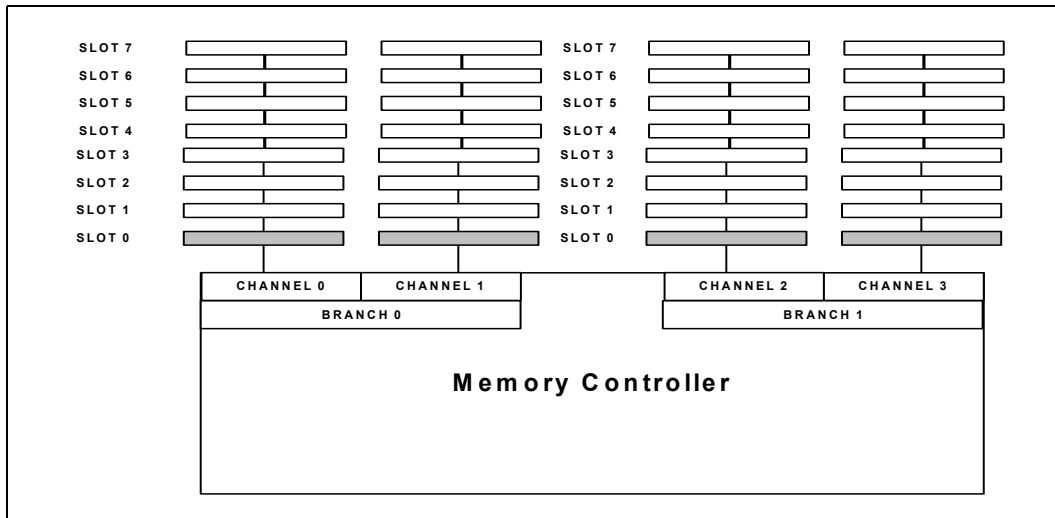 SLOT 7 SLOT 7
SLOT 6 SLOT 6
SLOT 5 SLOT 5
SLOT 4 SLOT 4
SLOT 3 SLOT 3
SLOT 2 SLOT 2
SLOT 1 SLOT 1
SLOT 0 SLOT 0
CHANNEL 0 CHANNEL 1 CHANNEL 2 CHANNEL 3
BRANCH 0 BRANCH 1
Memory Controller